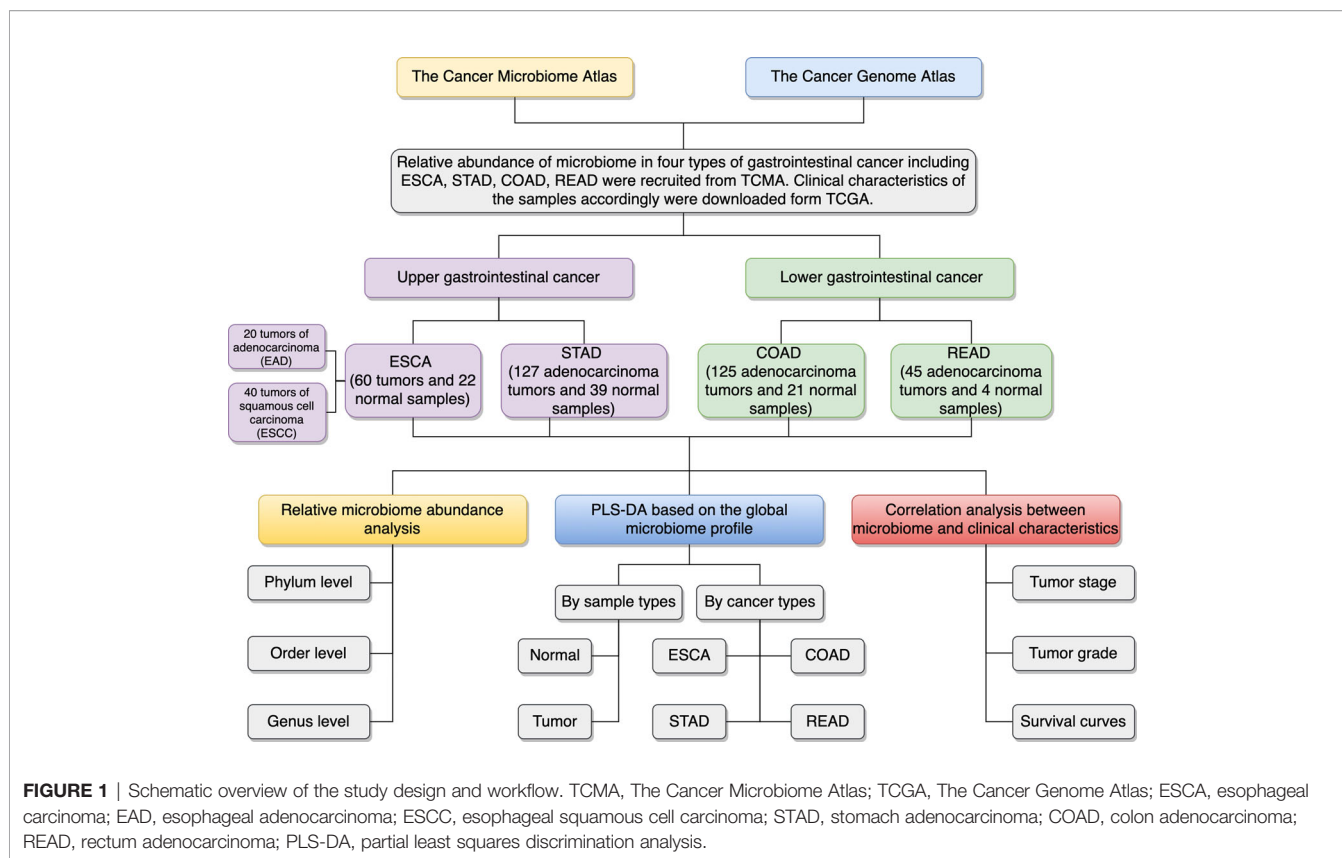 The Cancer Microbiome Atlas
The Cancer Genome Atlas
Relative abundance of microbiome in four types of gastrointestinal cancer including
ESCA, STAD, COAD, READ were recruited from TCMA. Clinical characteristics of
the samples accordingly were downloaded form TCGA.
Upper gastrointestinal cancer
Lower gastrointestinal cancer
20 tumors of
adenocarcinoma
(EAD)
40 tumors of
squamous cell
carcinoma
(ESCC)
ESCA
(60 tumors and 22
normal samples)
STAD
(127 adenocarcinoma
tumors and 39 normal
samples)
COAD
(125 adenocarcinoma
tumors and 21 normal
samples)
READ
(45 adenocarcinoma
tumors and 4 normal
samples)
Relative microbiome abundance
analysis
PLS-DA based on the global
microbiome profile
Correlation analysis between
microbiome and clinical characteristics
Phylum level
Order level
Genus level
By sample types
By cancer types
Normal
Tumor
ESCA
COAD
STAD
READ
Tumor stage
Tumor grade
Survival curves
FIGURE 1 | Schematic overview of the study design and workflow. TCMA, The Cancer Microbiome Atlas; TCGA, The Cancer Genome Atlas; ESCA, esophageal
carcinoma; EAD, esophageal adenocarcinoma; ESCC, esophageal squamous cell carcinoma; STAD, stomach adenocarcinoma; COAD, colon adenocarcinoma;
READ, rectum adenocarcinoma; PLS-DA, partial least squares discrimination analysis.